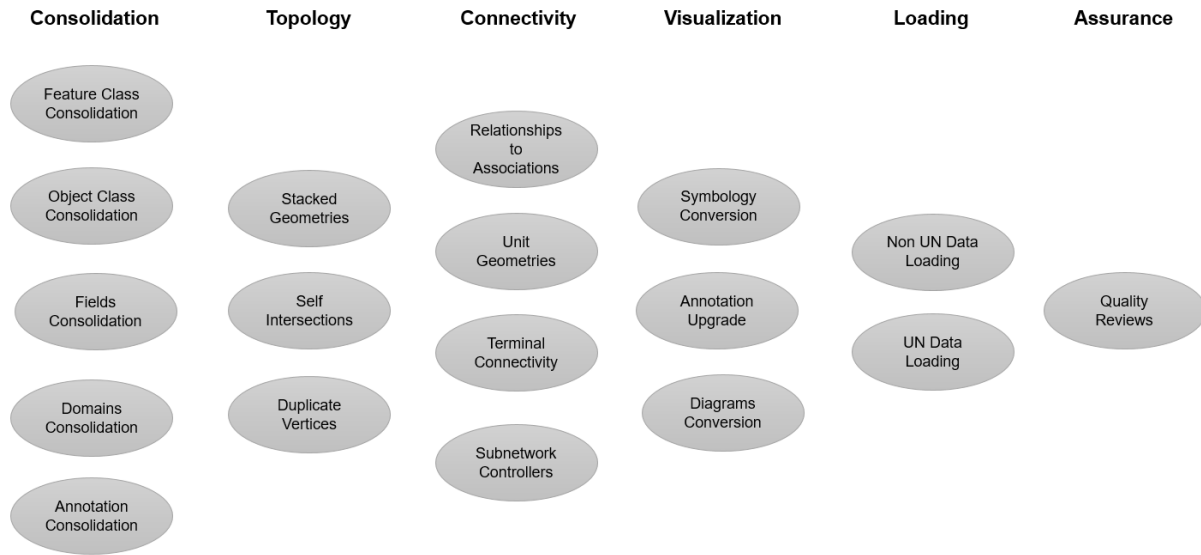 Consolidation
Topology
Connectivity
Visualization
Loading
Assurance
Feature Class
Consolidation
Object Class
Consolidation
Fields
Consolidation
Domains
Consolidation
Annotation
Consolidation
Stacked
Geometries
Self
Intersections
Duplicate
Vertices
Relationships
to
Associations
Unit
Geometries
Terminal
Connectivity
Subnetwork
Controllers
Symbology
Conversion
Annotation
Upgrade
Diagrams
Conversion
Non UN Data
Loading
UN Data
Loading
Quality
Reviews